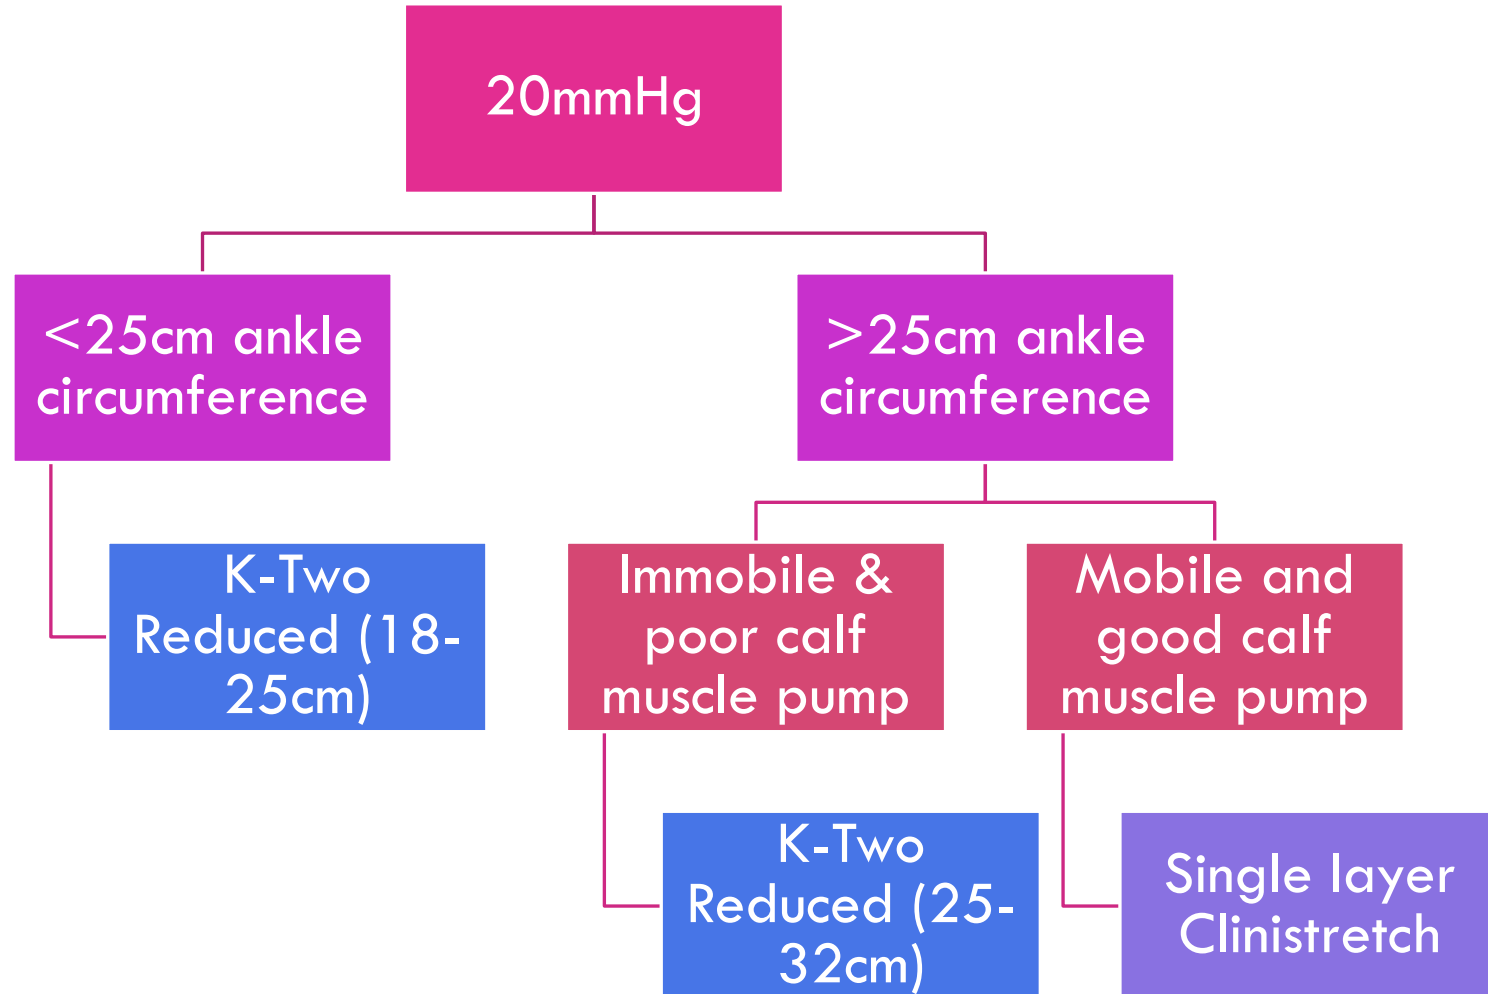 20mmHg
<25cm ankle
circumference
>25cm ankle
circumference
K-Two
Reduced (18-
25cm)
Immobile &
poor calf
muscle pump
Mobile and
good calf
muscle pump
K-Two
Reduced (25-
32cm)
Single layer
Clinistretch